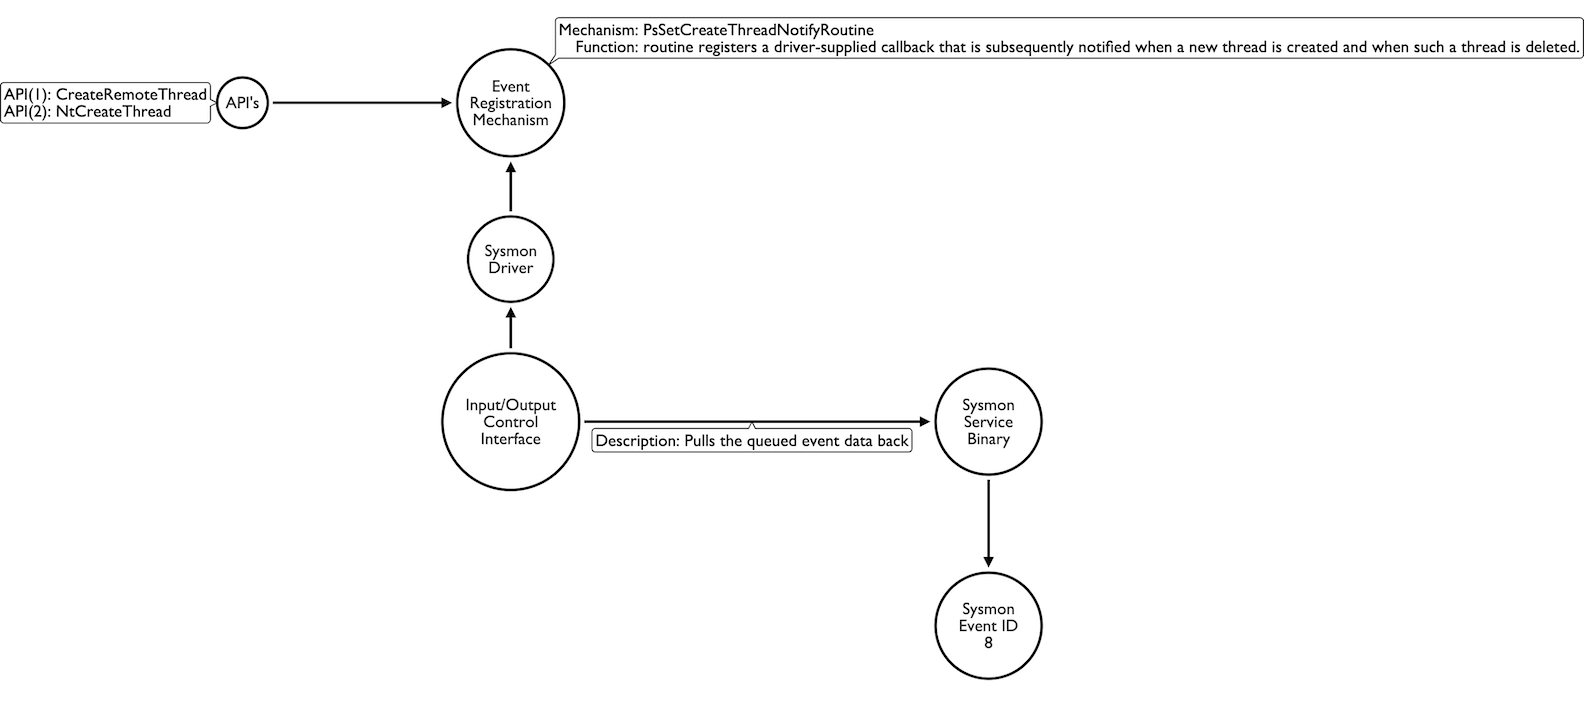 Mechanism: PsSetCreateThreadNotifyRoutine
Function: routine registers a driver-supplied callback that is subsequently notified when a new thread is created and when such a thread is deleted.
API(1): CreateRemoteThread
API(2): NtCreateThread
API's
Event
Registration
Mechanism
Sysmon
Driver
Input/Output
Control
Interface
Description: Pulls the queued event data back
Sysmon
Service
Binary
Sysmon
Event ID
8